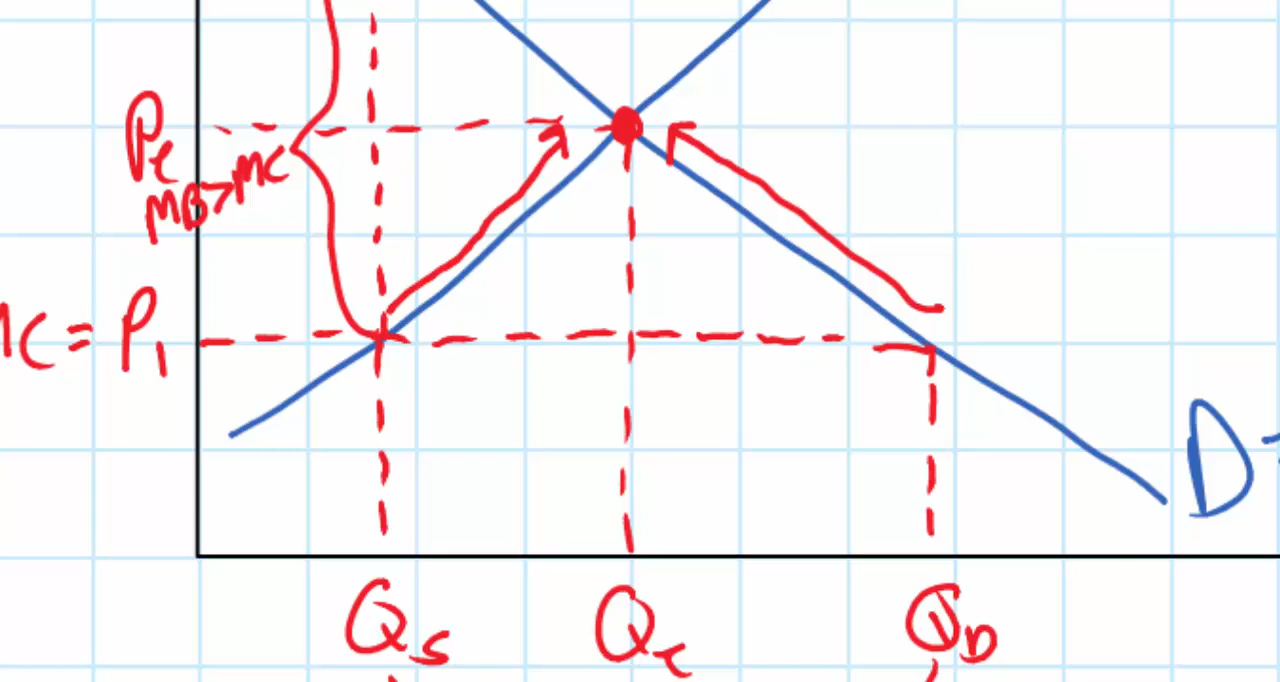 Pe
MB>MC
MC = P1
D=
Qs Qe QD